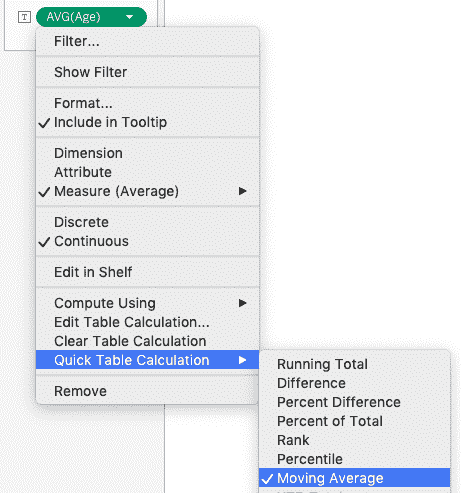 T AVG(Age)
Filter...
Show Filter
Format...
Include in Tooltip
Dimension
Attribute
Measure (Average)
Discrete
Continuous
Edit in Shelf
Compute Using
Edit Table Calculation...
Clear Table Calculation
Quick Table Calculation
Remove
Running Total
Difference
Percent Difference
Percent of Total
Rank
Percentile
Moving Average